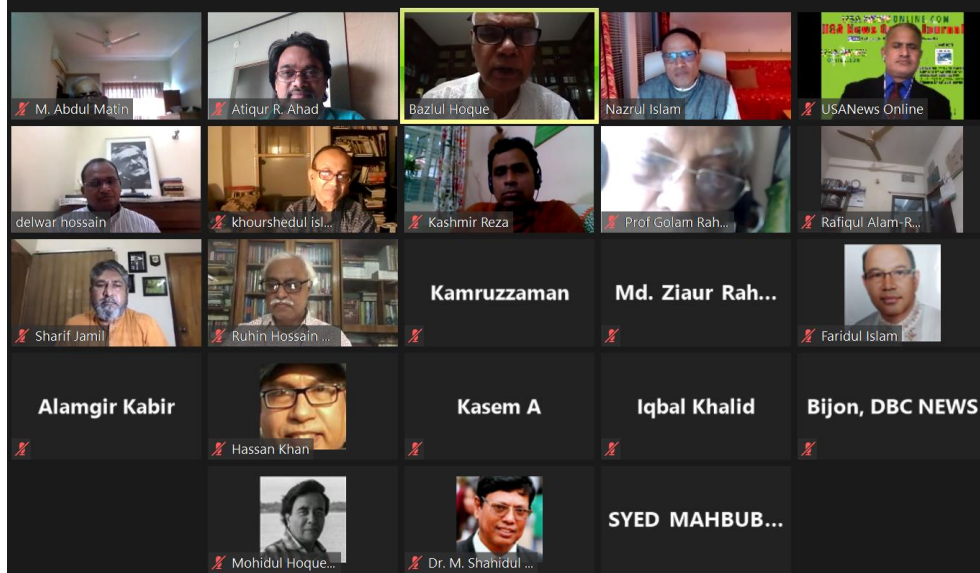 M. Abdul Matin
Atiqur R. Ahad
Bazlul Hoque
Nazrul Islam
USANews Online
delwar hossain
khourshedul isl...
Kashmir Reza
Prof Golam Rah...
Rafiqul Alam-R...
Sharif Jamil
Ruhin Hossain ...
Kamruzzaman
Md. Ziaur Rah...
Faridul Islam
Alamgir Kabir
Hassan Khan
Kasem A
Iqbal Khalid
Bijon, DBC NEWS
Mohidul Hoque...
Dr. M. Shahidul ...
SYED MAHBUB...